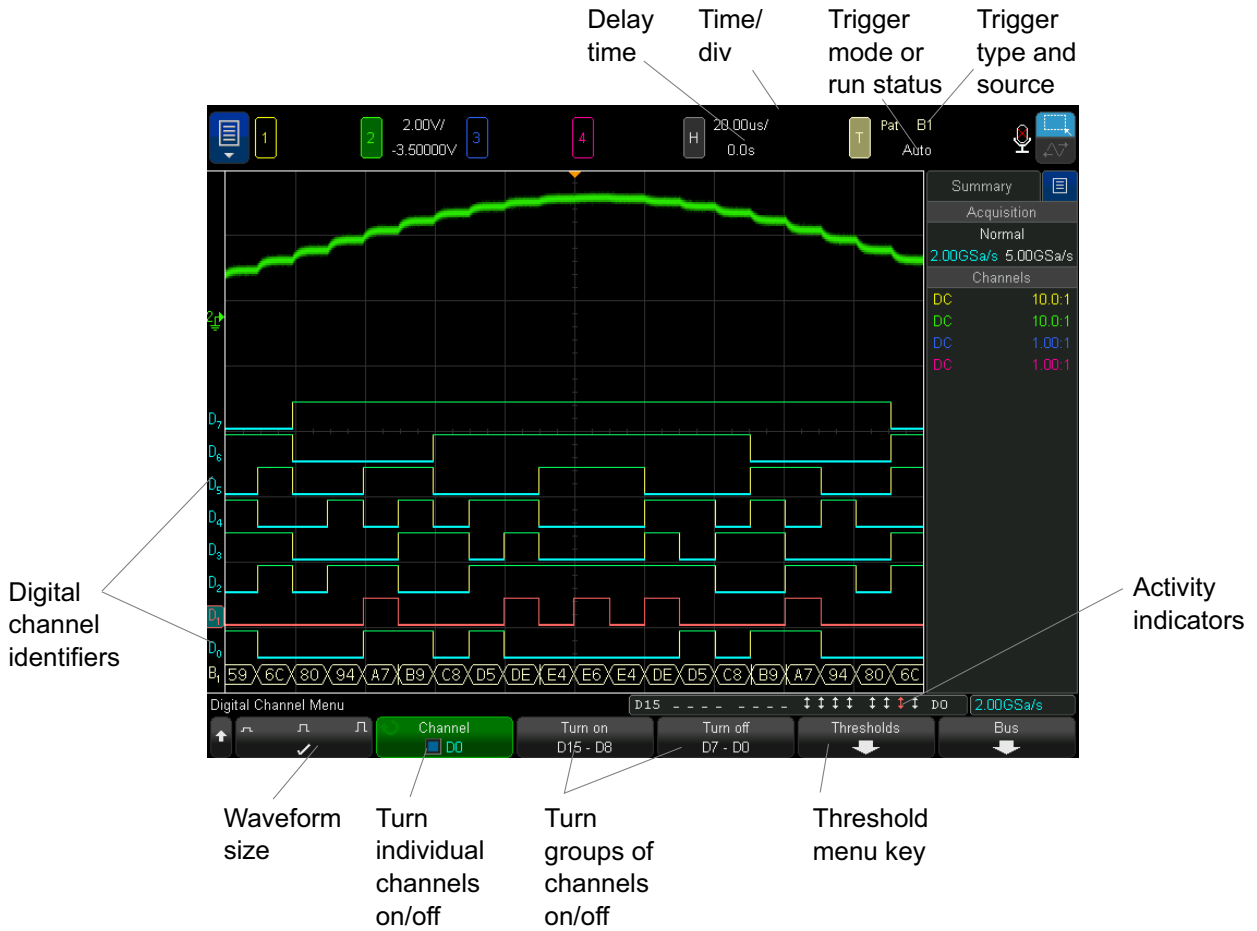 Delay
time
Time/
div
Trigger
mode or
run status
Trigger
type and
source
1
2
2.00V/
-3.50000V
3
4
H
20.00us/
0.0s
T
Pat B1
Auto
Summary
Acquisition
Normal
2.00GSa/s 5.00GSa/s
Channels
DC 10.0:1
DC 10.0:1
DC 1.00:1
DC 1.00:1
2
D7
D6
D5
D4
D3
D2
D1
D0
B1 59 6C 80 94 A7 B9 C8 D5 DE E4 E6 E4 DE D5 C8 B9 A7 94 80 6C
Digital
channel
identifiers
Activity
indicators
Digital Channel Menu
D15 _ _ _ _ _ _ _ _ ↕ ↕ ↕ ↕ ↕ ↕ ↕ ↕ D0
2.00GSa/s
Channel
D0
Turn on
D15 - D8
Turn off
D7 - D0
Thresholds
Bus
Waveform
size
Turn
individual
channels
on/off
Turn
groups of
channels
on/off
Threshold
menu key